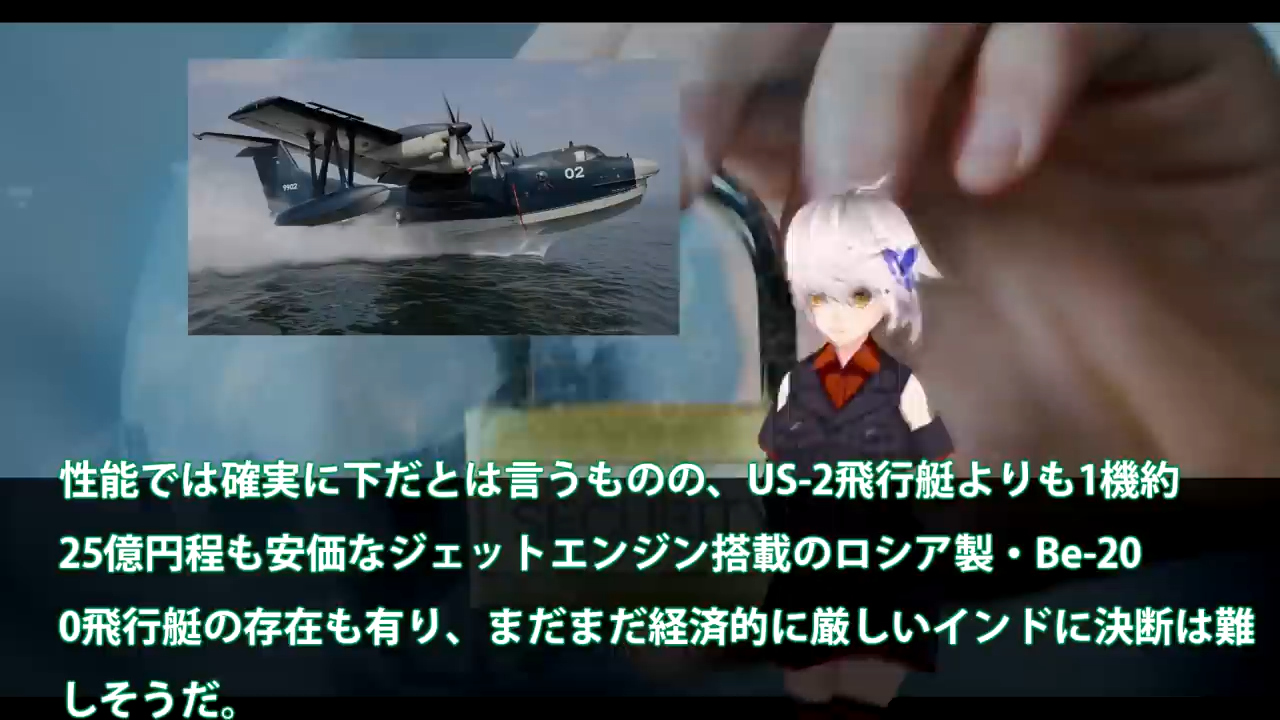 02
9902
SECURITY
性能では確実に下だとは言うものの、US-2飛行艇よりも1機約
25億円程も安価なジェットエンジン搭載のロシア製・Be-20
0飛行艇の存在も有り、まだまだ経済的に厳しいインドに決断は難
しそうだ。